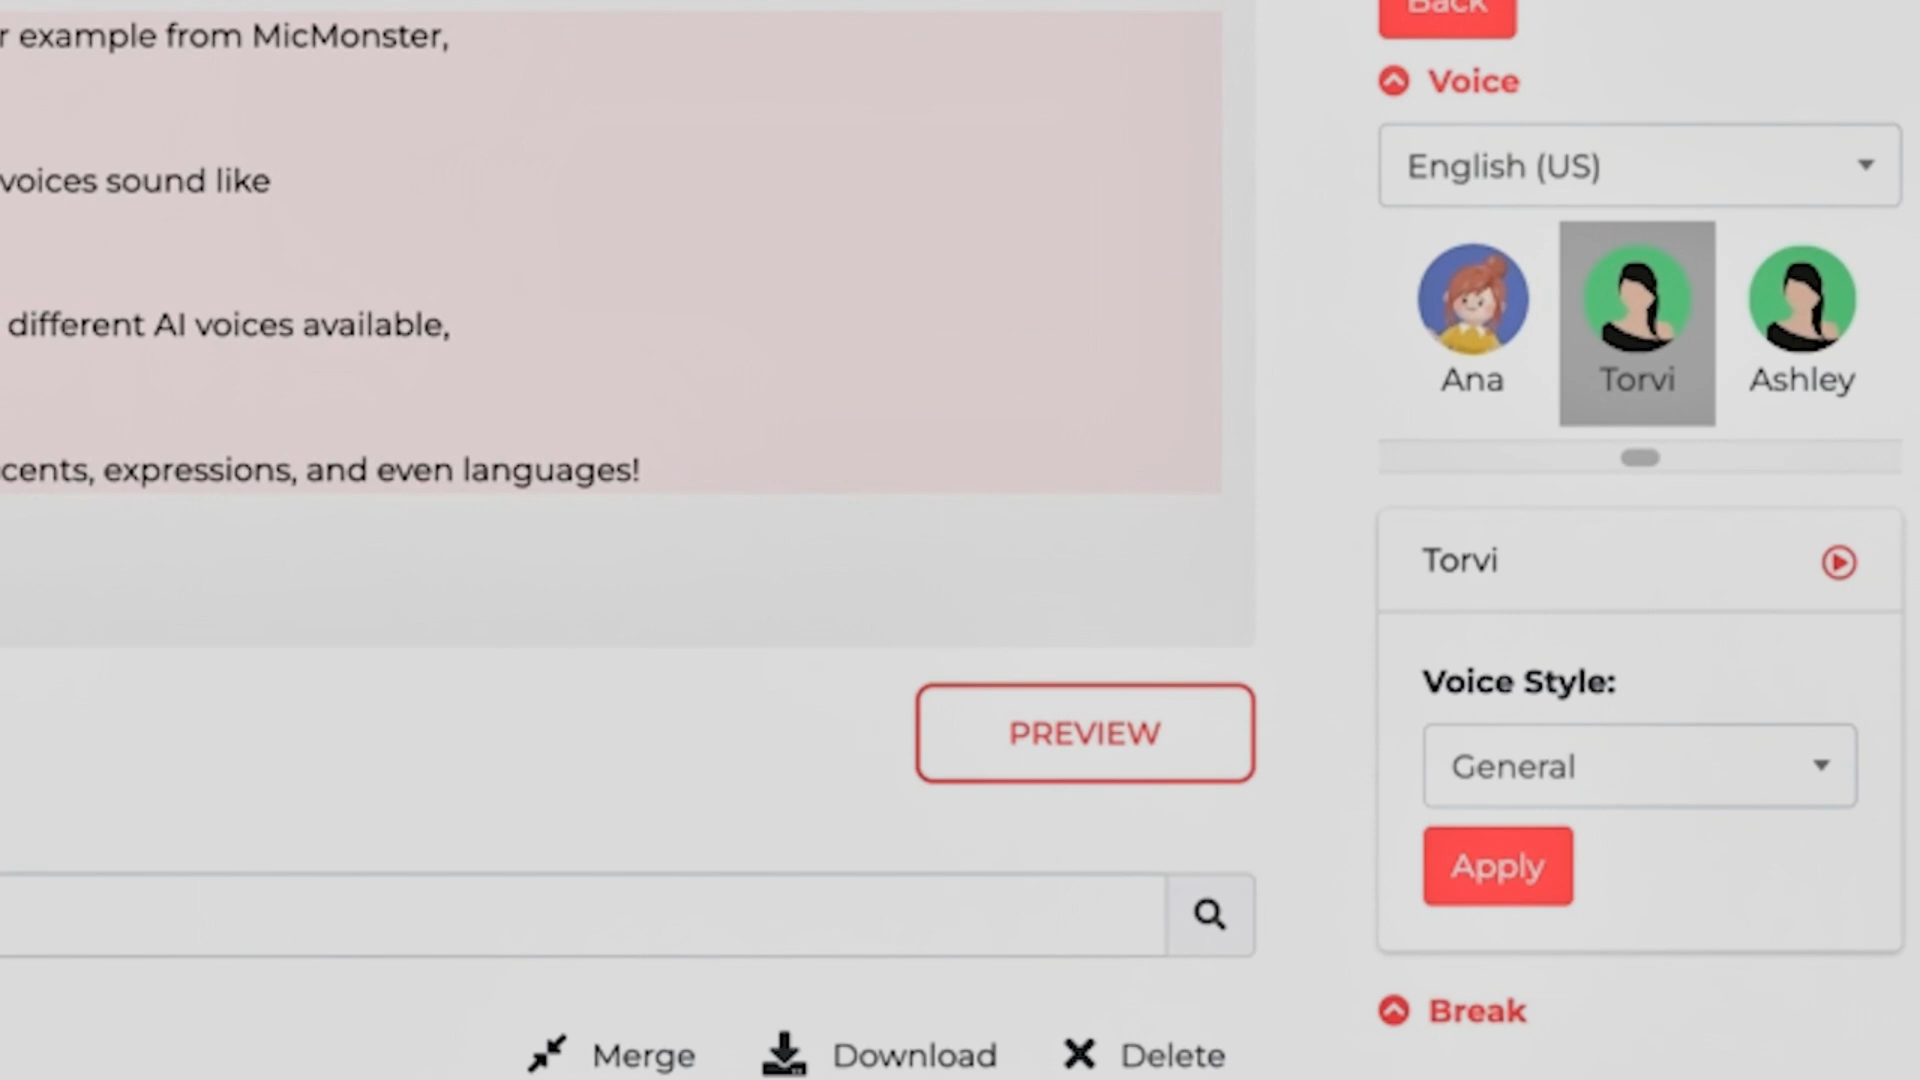 r example from MicMonster,
voices sound like
different AI voices available,
cents, expressions, and even languages!
PREVIEW
Merge
Download
Delete
Back
Voice
English (US)
Ana
Torvi
Ashley
Torvi
Voice Style:
General
Apply
Break